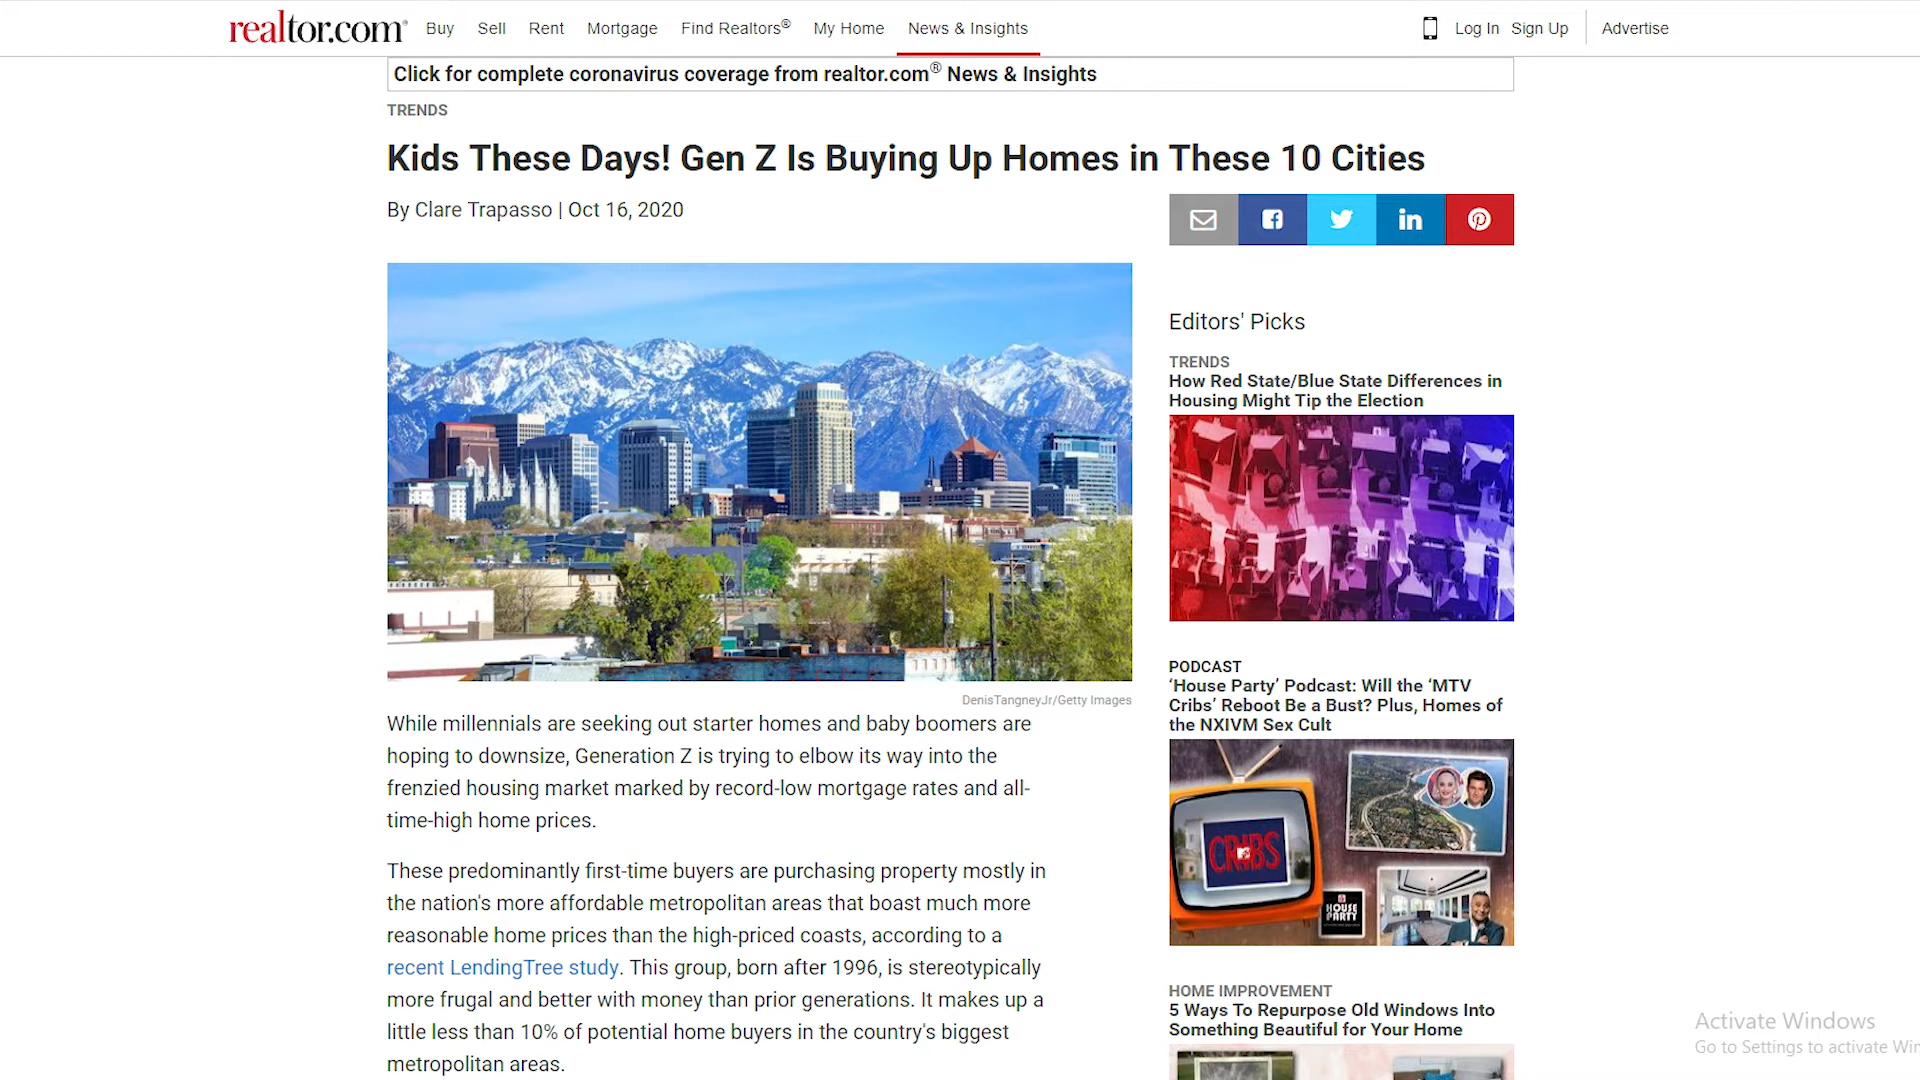 realtor.com®
Buy Sell Rent Mortgage Find Realtors® My Home News & Insights
Log In Sign Up Advertise
Click for complete coronavirus coverage from realtor.com® News & Insights
TRENDS
Kids These Days! Gen Z Is Buying Up Homes in These 10 Cities
By Clare Trapasso | Oct 16, 2020
DenisTangneyJr/Getty Images
While millennials are seeking out starter homes and baby boomers are
hoping to downsize, Generation Z is trying to elbow its way into the
frenzied housing market marked by record-low mortgage rates and all-
time-high home prices.
These predominantly first-time buyers are purchasing property mostly in
the nation's more affordable metropolitan areas that boast much more
reasonable home prices than the high-priced coasts, according to a
recent LendingTree study. This group, born after 1996, is stereotypically
more frugal and better with money than prior generations. It makes up a
little less than 10% of potential home buyers in the country's biggest
metropolitan areas.
Editors' Picks
TRENDS
How Red State/Blue State Differences in
Housing Might Tip the Election
PODCAST
‘House Party’ Podcast: Will the ‘MTV
Cribs’ Reboot Be a Bust? Plus, Homes of
the NXIVM Sex Cult
CRIBS
HOUSE
PARTY
HOME IMPROVEMENT
5 Ways To Repurpose Old Windows Into
Something Beautiful for Your Home
Activate Windows
Go to Settings to activate Win